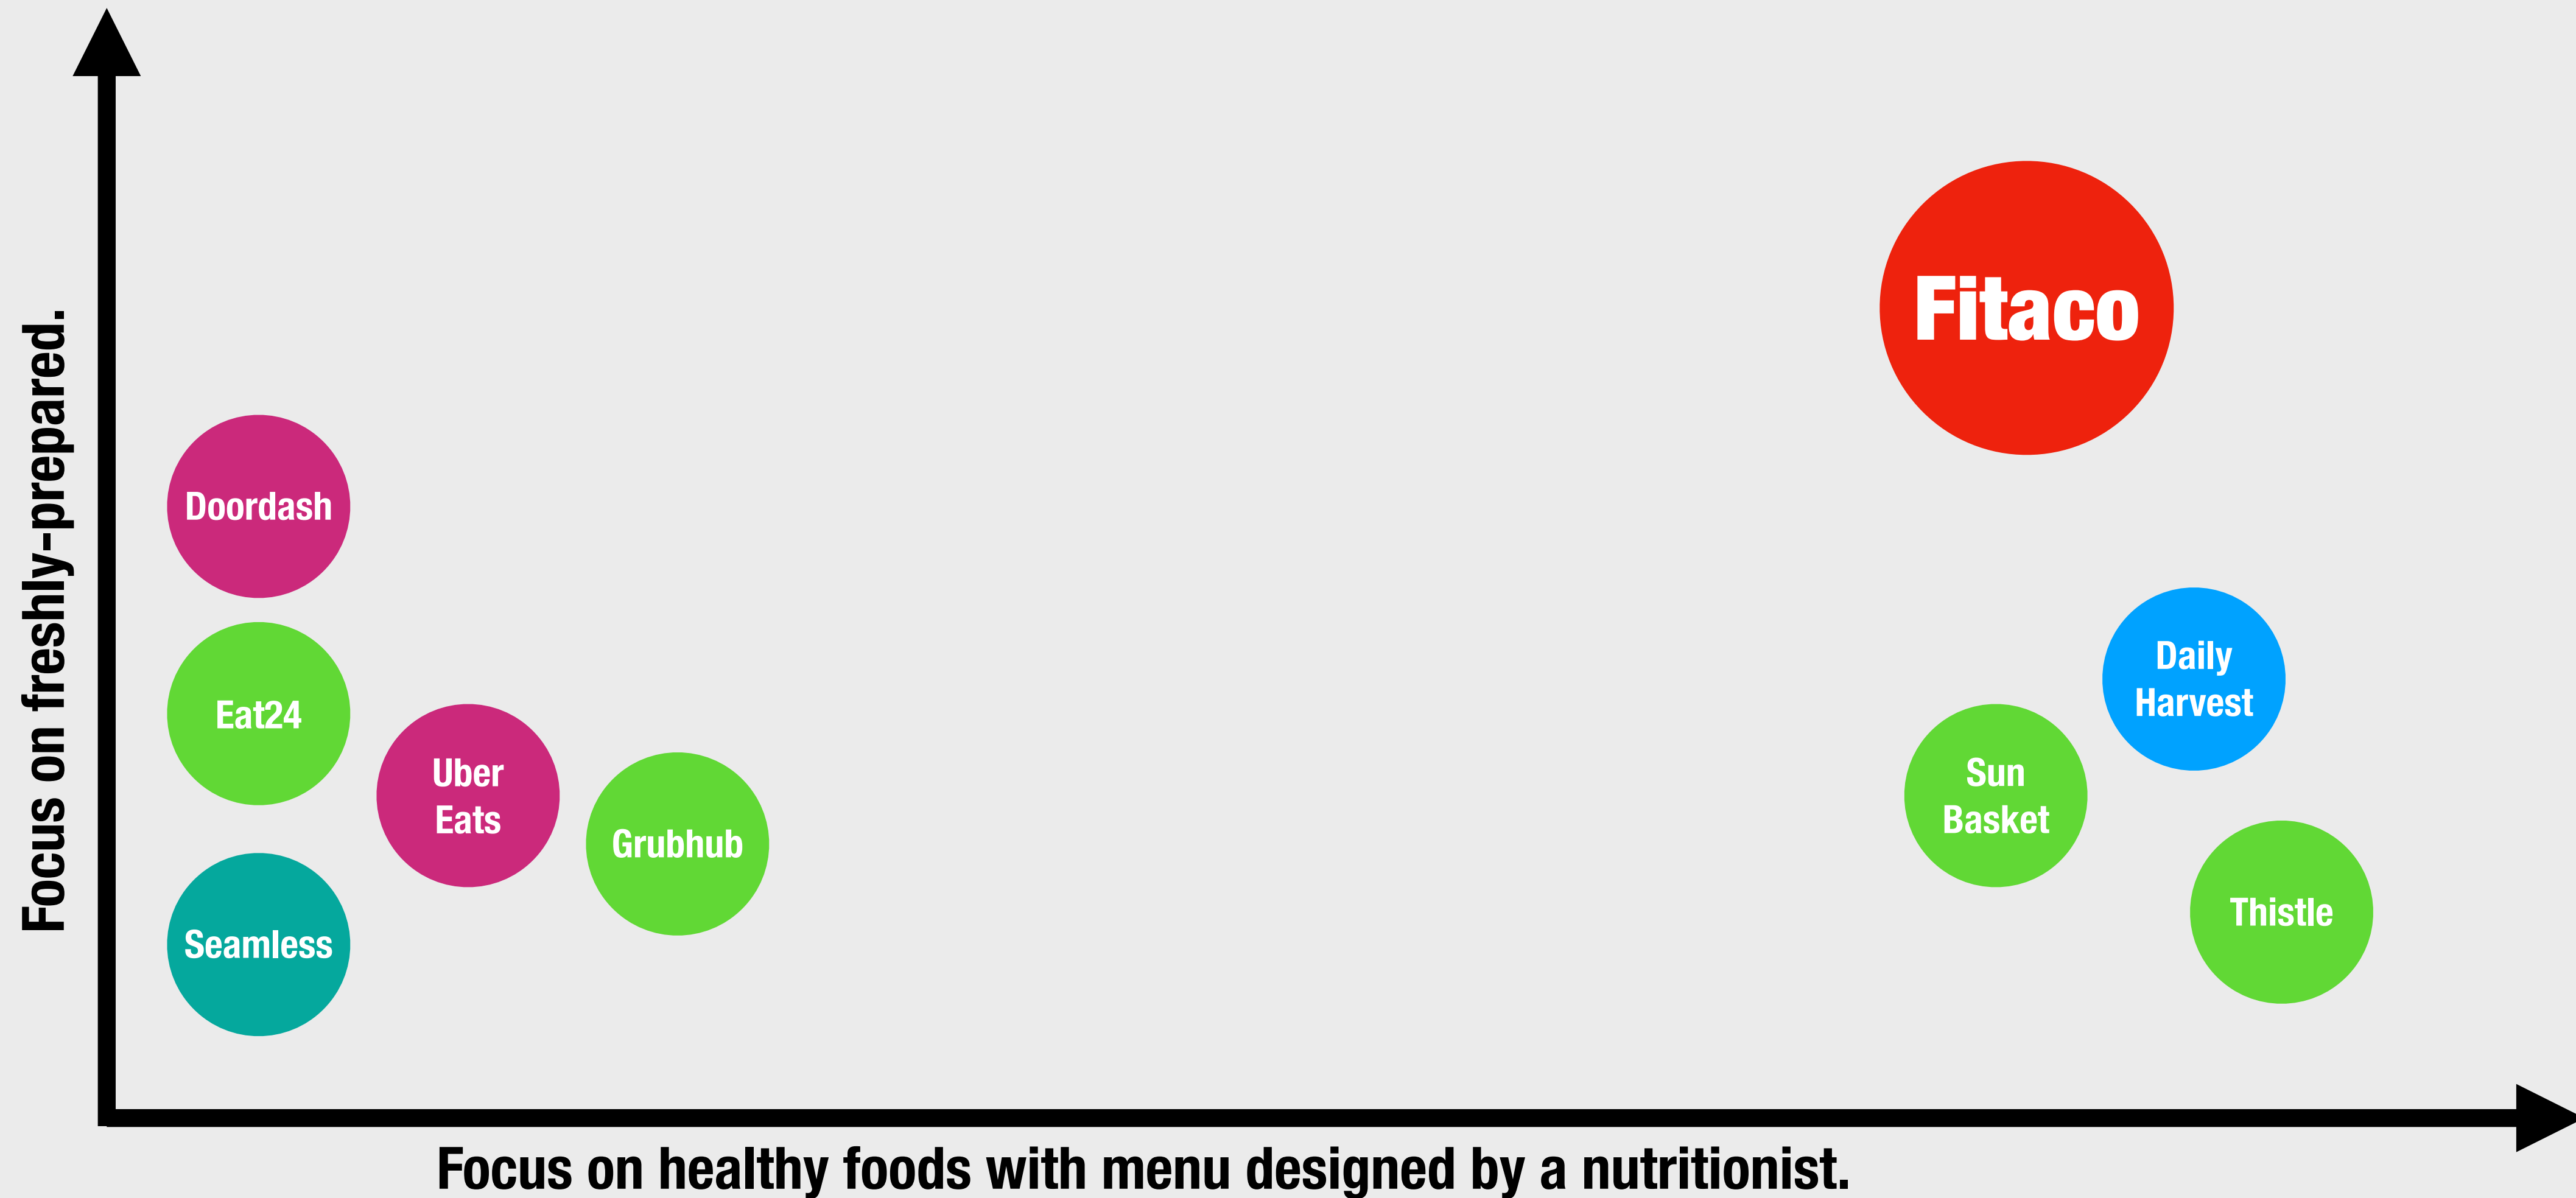 Focus on freshly-prepared.
Fitaco
Doordash
Eat24
Uber
Eats
Grubhub
Seamless
Daily
Harvest
Sun
Basket
Thistle
Focus on healthy foods with menu designed by a nutritionist.